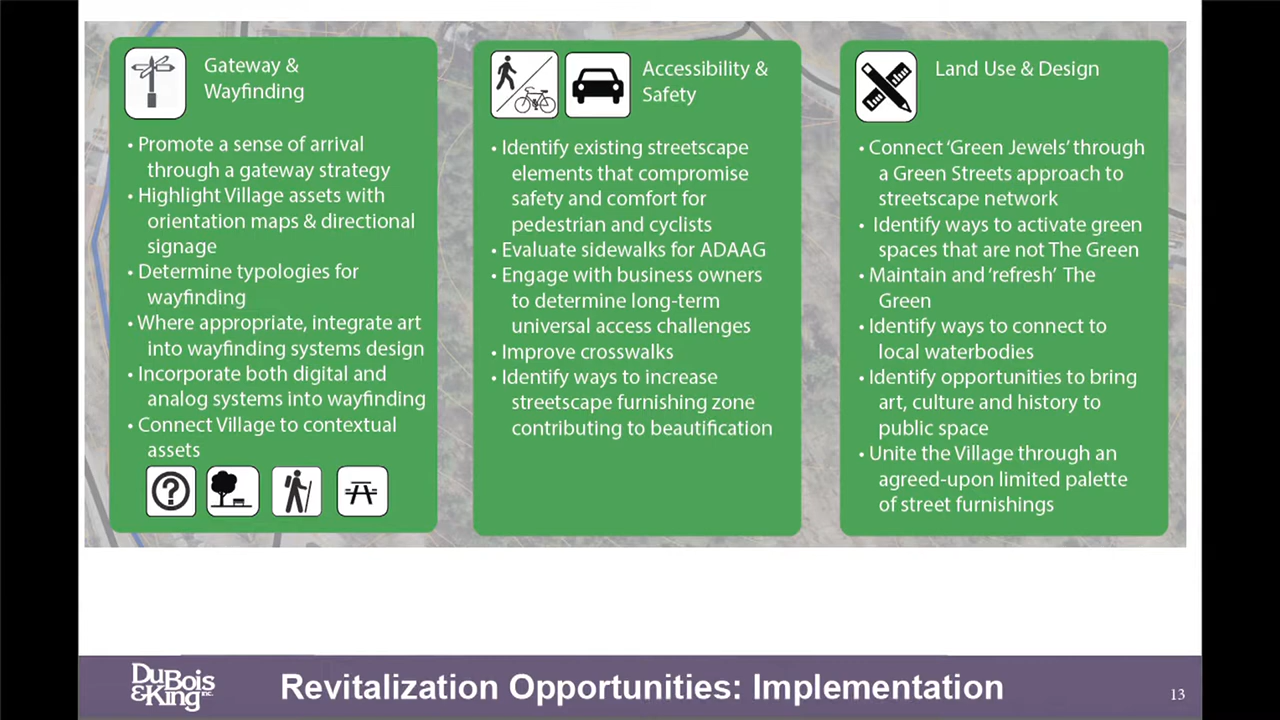 Gateway &
Wayfinding
• Promote a sense of arrival
through a gateway strategy
• Highlight Village assets with
orientation maps & directional
signage
• Determine typologies for
wayfinding
• Where appropriate, integrate art
into wayfinding systems design
• Incorporate both digital and
analog systems into wayfinding
• Connect Village to contextual
assets
?
Accessibility &
Safety
• Identify existing streetscape
elements that compromise
safety and comfort for
pedestrian and cyclists
• Evaluate sidewalks for ADAAG
• Engage with business owners
to determine long-term
universal access challenges
• Improve crosswalks
• Identify ways to increase
streetscape furnishing zone
contributing to beautification
Land Use & Design
• Connect ‘Green Jewels’ through
a Green Streets approach to
streetscape network
• Identify ways to activate green
spaces that are not The Green
• Maintain and ‘refresh’ The
Green
• Identify ways to connect to
local waterbodies
• Identify opportunities to bring
art, culture and history to
public space
• Unite the Village through an
agreed-upon limited palette
of street furnishings
DuBois
&King inc.
Revitalization Opportunities: Implementation
13